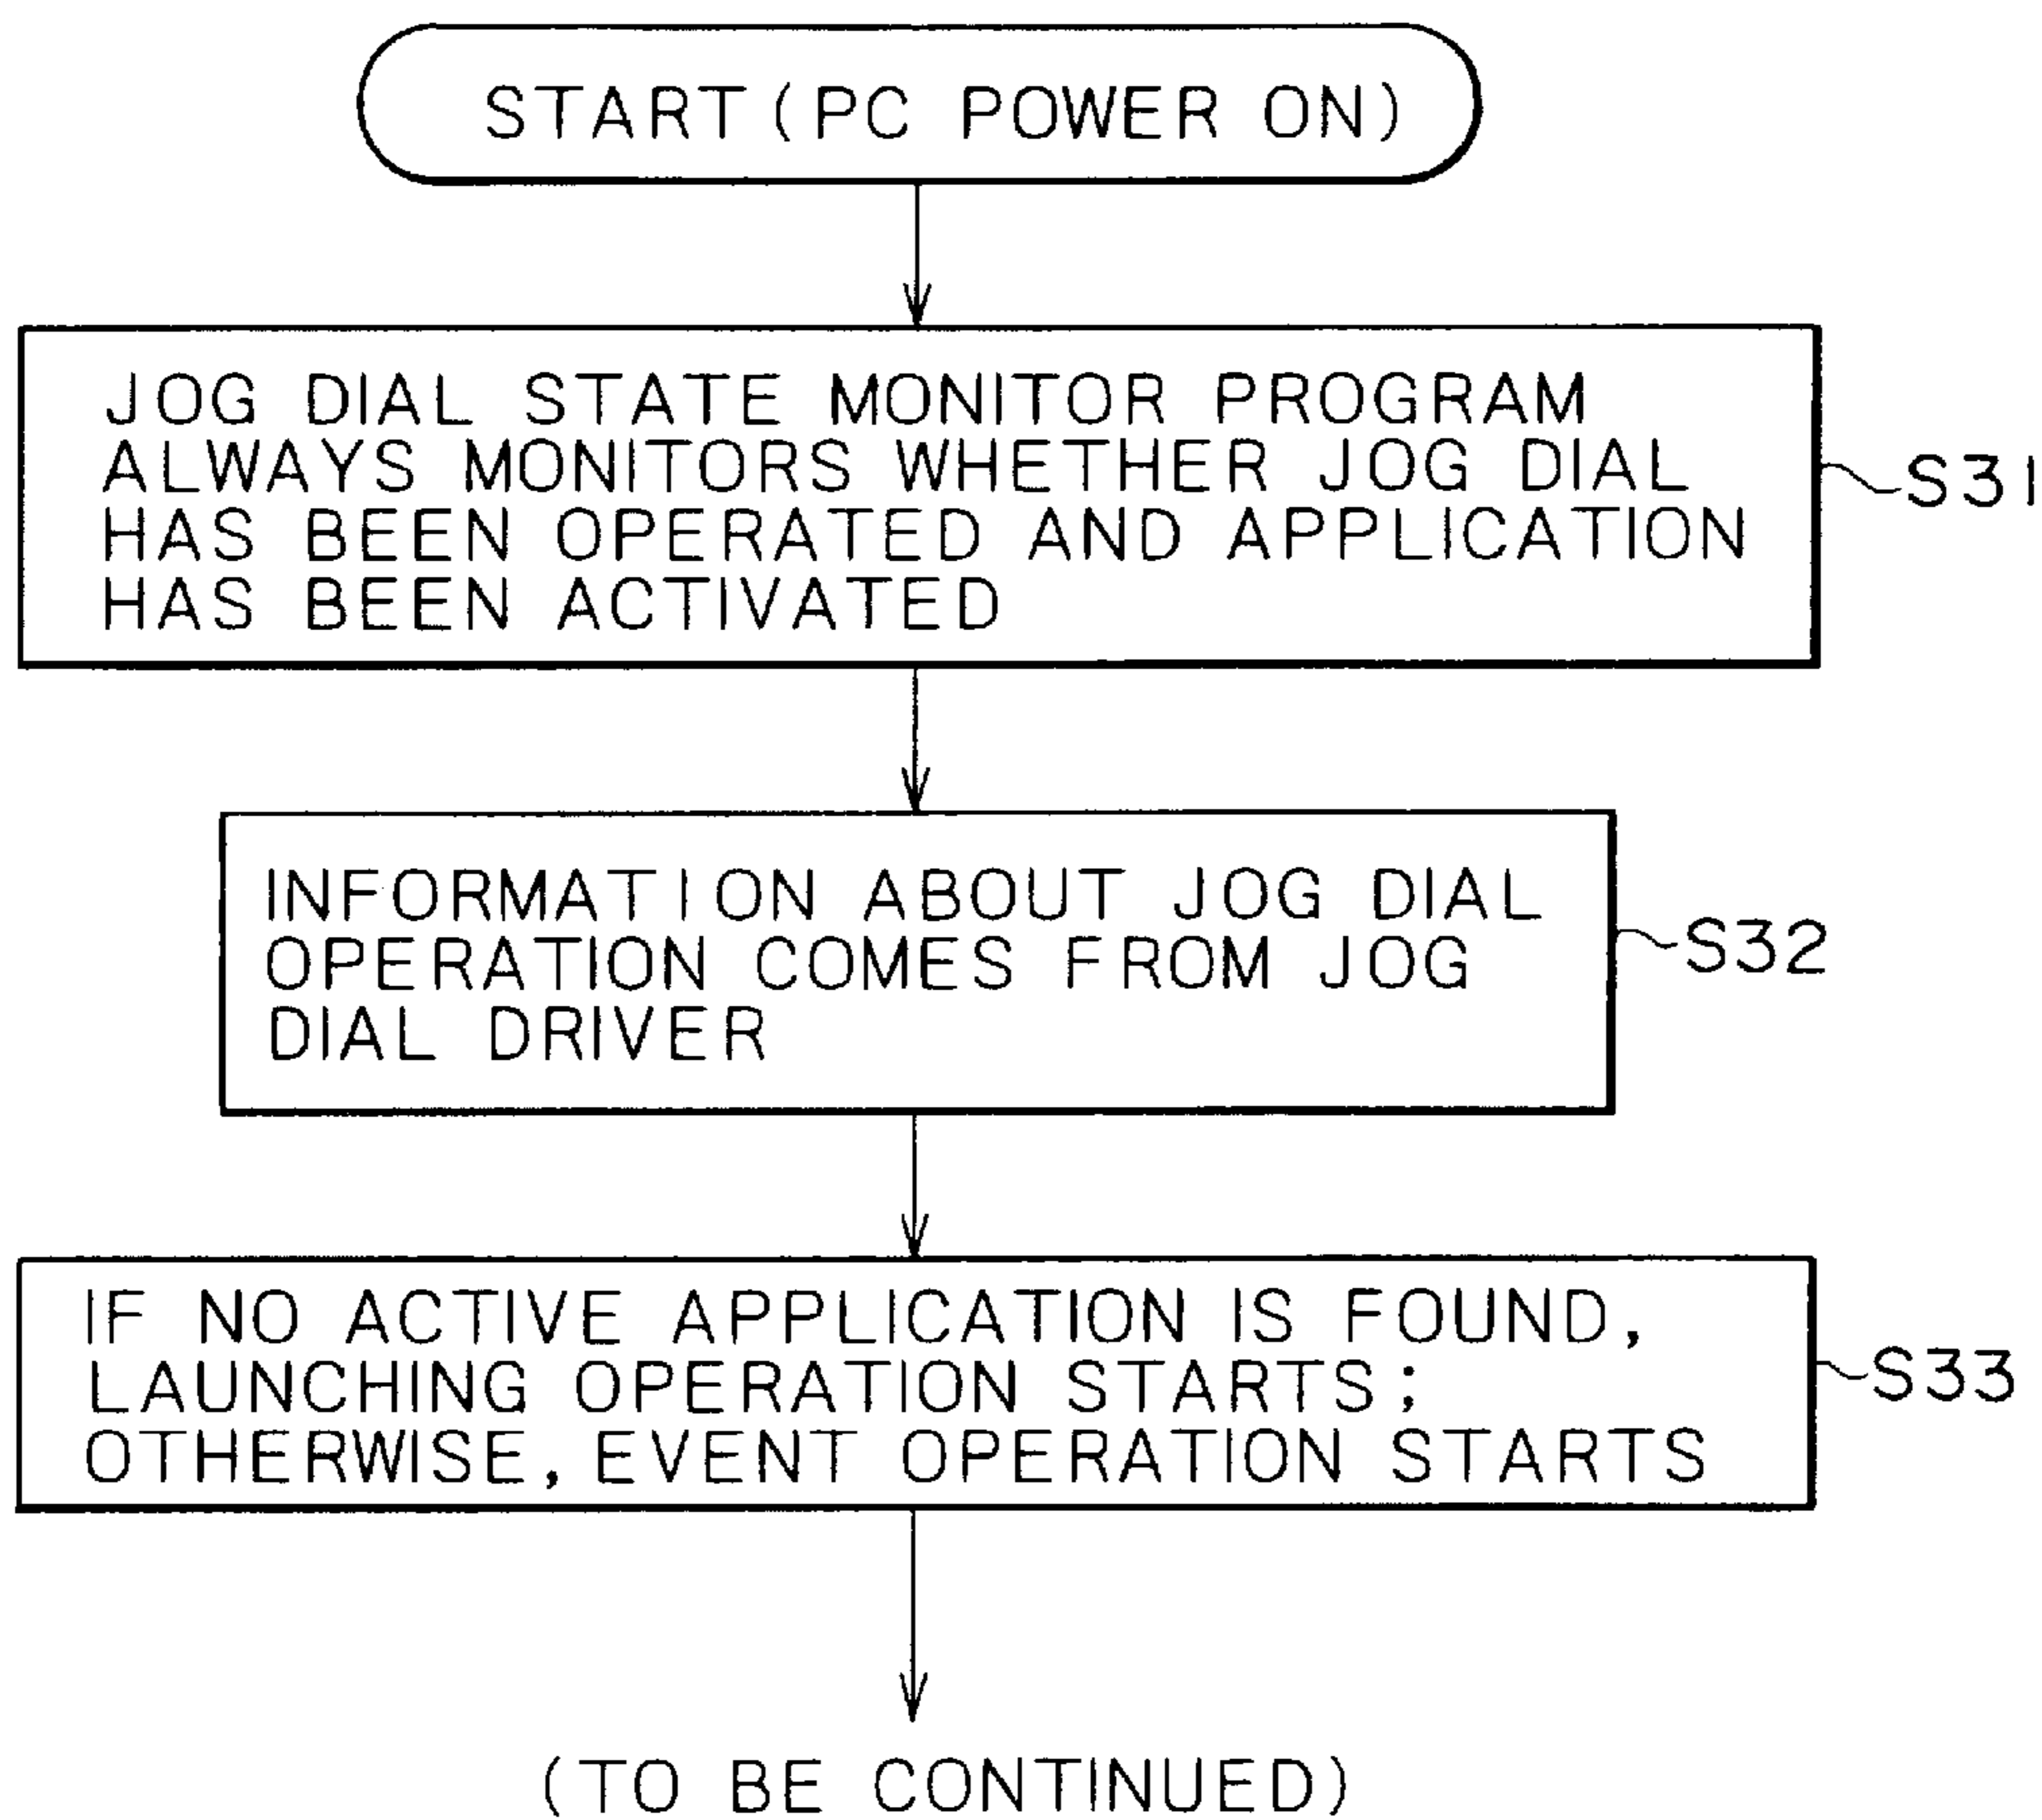 START(PC POWER ON)
JOG DIAL STATE MONITOR PROGRAM
ALWAYS MONITORS WHETHER JOG DIAL
HAS BEEN OPERATED AND APPLICATION
HAS BEEN ACTIVATED
S31
INFORMATION ABOUT JOG DIAL
OPERATION COMES FROM JOG
DIAL DRIVER
S32
IF NO ACTIVE APPLICATION IS FOUND,
LAUNCHING OPERATION STARTS;
OTHERWISE, EVENT OPERATION STARTS
S33
(TO BE CONTINUED)